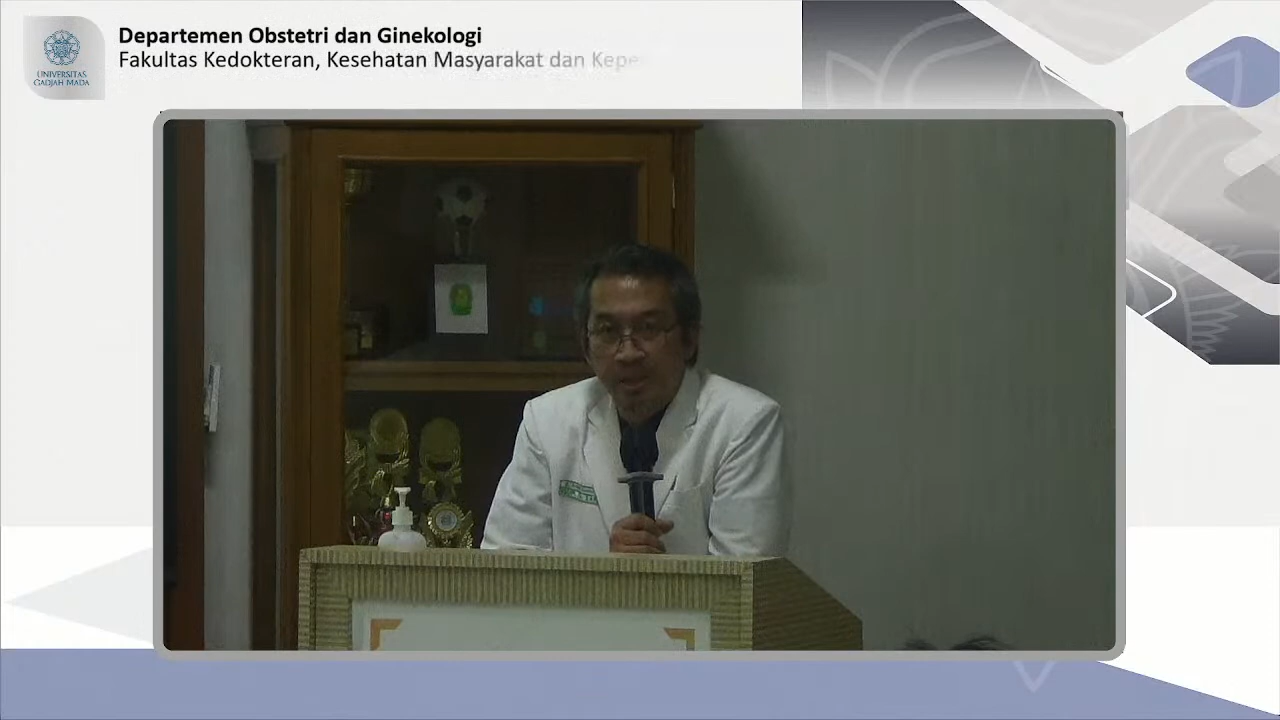 Departemen Obstetri dan Ginekologi
Fakultas Kedokteran, Kesehatan Masyarakat dan Kepe
UNIVERSITAS
GADJAH MADA